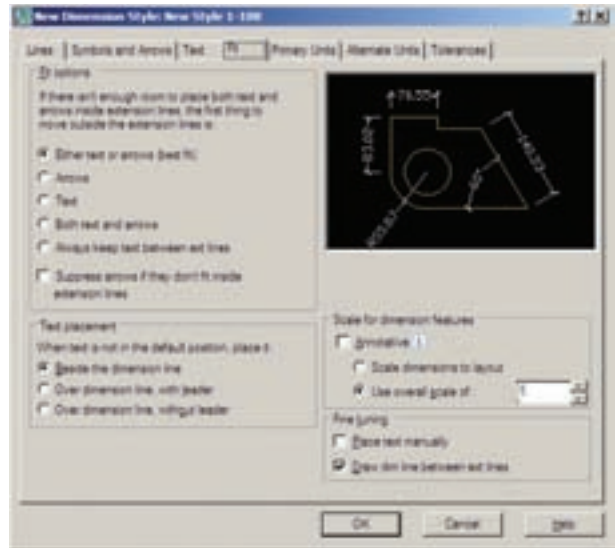 New Dimension Style: New Style 1-100
Lines
Symbols and Arrows
Text
Fit
Primary Units
Alternate Units
Tolerances
Fit options
If there isn't enough room to place both text and
arrows inside extension lines, the first thing to
move outside the extension lines is:
Either text or arrows (best fit)
Arrows
Text
Both text and arrows
Always keep text between ext lines
Suppress arrows if they don't fit inside
extension lines
Text placement
When text is not in the default position, place it:
Beside the dimension line
Over dimension line, with leader
Over dimension line, without leader
Scale for dimension features
Annotative
Scale dimensions to layout
Use overall scale of:
Fine tuning
Place text manually
Draw dim line between ext lines
OK
Cancel
Help